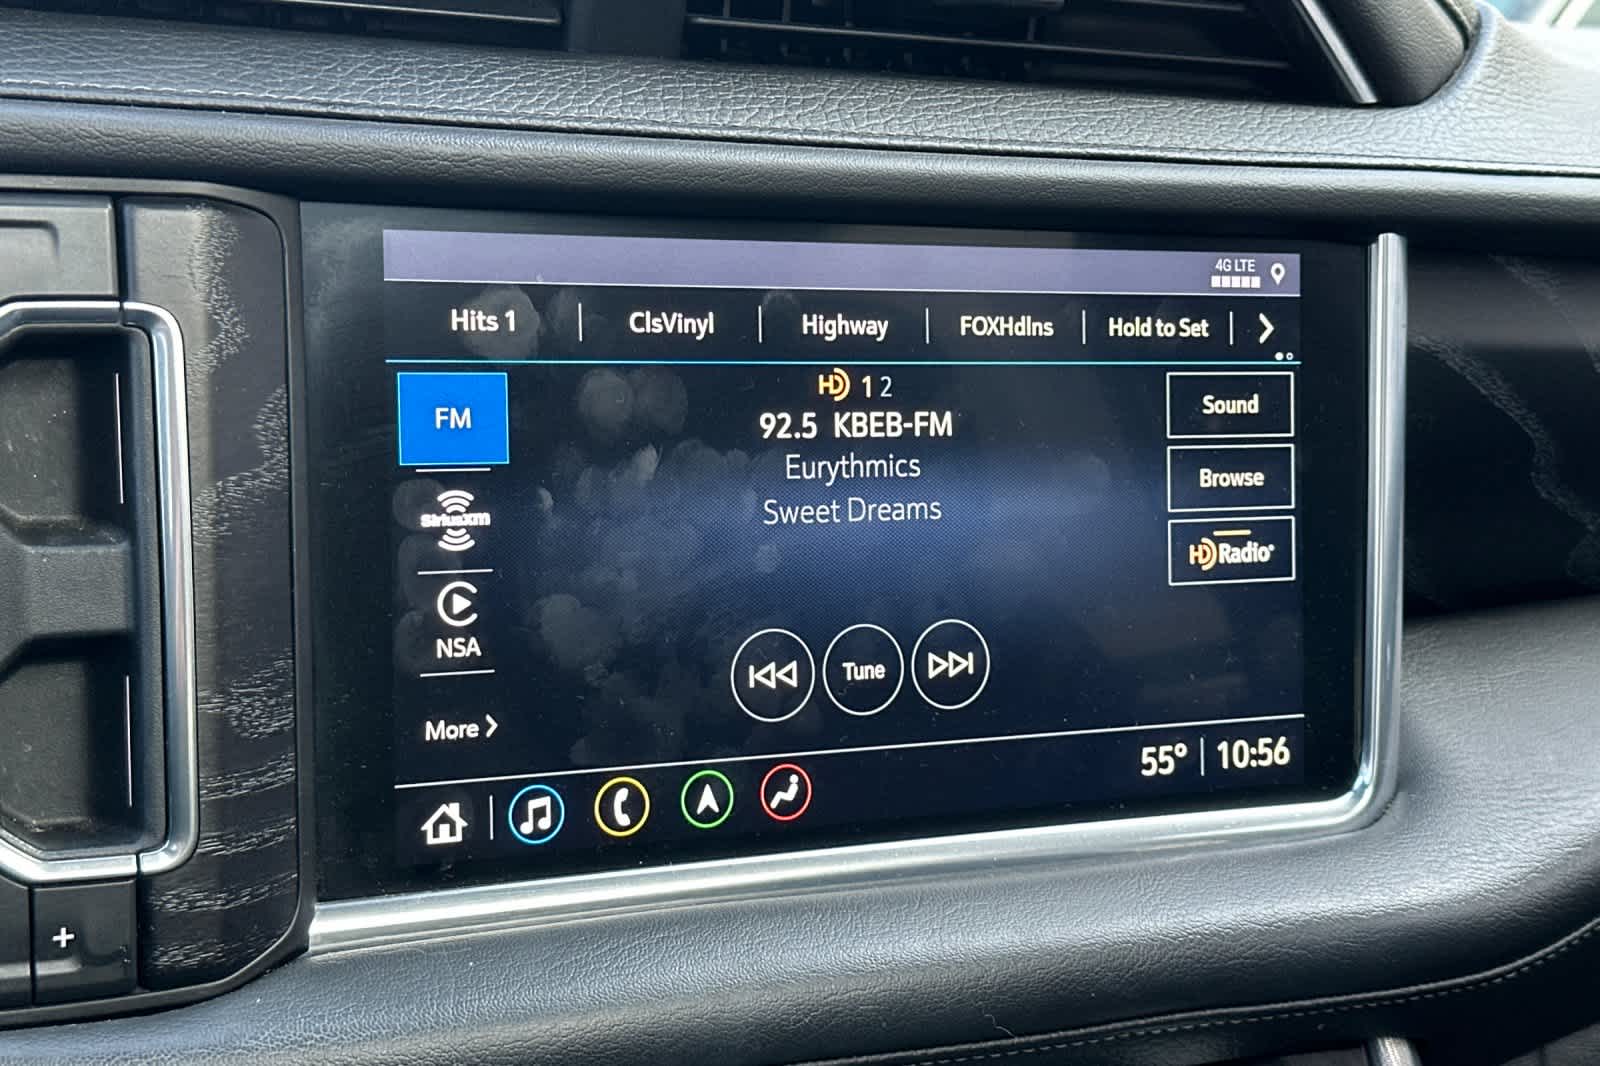 4G LTE
Hits 1 | ClsVinyl | Highway | FOXHdlns | Hold to Set |
FM
SiriusXM
NSA
More
HD 1 2
92.5 KBEB-FM
Eurythmics
Sweet Dreams
Tune
Sound
Browse
HD Radio
55° | 10:56
+